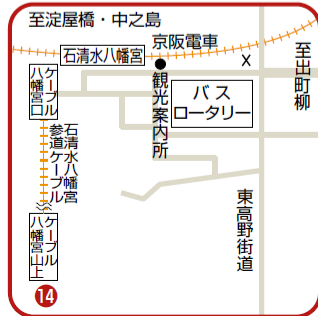 至淀屋橋・中之島
京阪電車
石清水八幡宮
X
至出町柳
ケーブル
八幡宮口
観光案内所
バス
ロータリー
石清水八幡宮
参道ケーブル
東高野街道
ケーブル
八幡宮山上
14